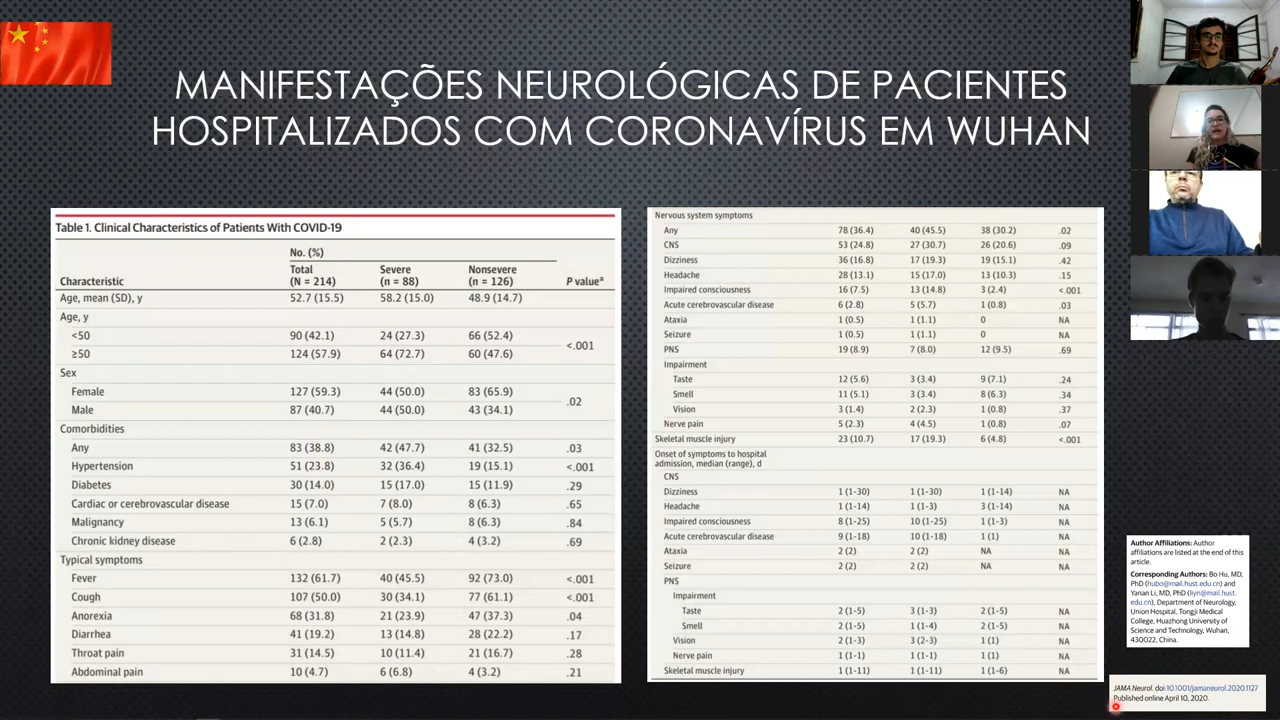 MANIFESTAÇÕES NEUROLÓGICAS DE PACIENTES
HOSPITALIZADOS COM CORONAVÍRUS EM WUHAN
Table 1. Clinical Characteristics of Patients With COVID-19
No. (%)
Characteristic Total (N = 214) Severe (n = 88) Nonsevere (n = 126) P value a
Age, mean (SD), y 52.7 (15.5) 58.2 (15.0) 48.9 (14.7)
Age, y
<50 90 (42.1) 24 (27.3) 66 (52.4)
<.001
≥50 124 (57.9) 64 (72.7) 60 (47.6)
Sex
Female 127 (59.3) 44 (50.0) 83 (65.9)
.02
Male 87 (40.7) 44 (50.0) 43 (34.1)
Comorbidities
Any 83 (38.8) 42 (47.7) 41 (32.5) .03
Hypertension 51 (23.8) 32 (36.4) 19 (15.1) <.001
Diabetes 30 (14.0) 15 (17.0) 15 (11.9) .29
Cardiac or cerebrovascular disease 15 (7.0) 7 (8.0) 8 (6.3) .65
Malignancy 13 (6.1) 5 (5.7) 8 (6.3) .84
Chronic kidney disease 6 (2.8) 2 (2.3) 4 (3.2) .69
Typical symptoms
Fever 132 (61.7) 40 (45.5) 92 (73.0) <.001
Cough 107 (50.0) 30 (34.1) 77 (61.1) <.001
Anorexia 68 (31.8) 21 (23.9) 47 (37.3) .04
Diarrhea 41 (19.2) 13 (14.8) 28 (22.2) .17
Throat pain 31 (14.5) 10 (11.4) 21 (16.7) .28
Abdominal pain 10 (4.7) 6 (6.8) 4 (3.2) .21
Nervous system symptoms
Any 78 (36.4) 40 (45.5) 38 (30.2) .02
CNS 53 (24.8) 27 (30.7) 26 (20.6) .09
Dizziness 36 (16.8) 17 (19.3) 19 (15.1) .42
Headache 28 (13.1) 15 (17.0) 13 (10.3) .15
Impaired consciousness 16 (7.5) 13 (14.8) 3 (2.4) <.001
Acute cerebrovascular disease 6 (2.8) 5 (5.7) 1 (0.8) .03
Ataxia 1 (0.5) 1 (1.1) 0 NA
Seizure 1 (0.5) 1 (1.1) 0 NA
PNS 19 (8.9) 7 (8.0) 12 (9.5) .69
Impairment
Taste 12 (5.6) 3 (3.4) 9 (7.1) .24
Smell 11 (5.1) 3 (3.4) 8 (6.3) .34
Vision 3 (1.4) 2 (2.3) 1 (0.8) .37
Nerve pain 5 (2.3) 4 (4.5) 1 (0.8) .07
Skeletal muscle injury 23 (10.7) 17 (19.3) 6 (4.8) <.001
Onset of symptoms to hospital
admission, median (range), d
CNS
Dizziness 1 (1-30) 1 (1-30) 1 (1-14) NA
Headache 1 (1-14) 1 (1-3) 3 (1-14) NA
Impaired consciousness 8 (1-25) 10 (1-25) 1 (1-3) NA
Acute cerebrovascular disease 9 (1-18) 10 (1-18) 1 (1) NA
Ataxia 2 (2) 2 (2) NA NA
Seizure 2 (2) 2 (2) NA NA
PNS
Impairment
Taste 2 (1-5) 3 (1-3) 2 (1-5) NA
Smell 2 (1-5) 1 (1-4) 2 (1-5) NA
Vision 2 (1-3) 3 (2-3) 1 (1) NA
Nerve pain 1 (1-1) 1 (1-1) 1 (1) NA
Skeletal muscle injury 1 (1-11) 1 (1-11) 1 (1-6) NA
Author Affiliations: Author
affiliations are listed at the end of this
article.
Corresponding Authors: Bo Hu, MD,
PhD (hubo@mail.hust.edu.cn) and
Yanan Li, MD, PhD (liyn@mail.hust.
edu.cn), Department of Neurology,
Union Hospital, Tongji Medical
College, Huazhong University of
Science and Technology, Wuhan,
430022, China.
JAMA Neurol. doi:10.1001/jamaneurol.2020.1127
Published online April 10, 2020.